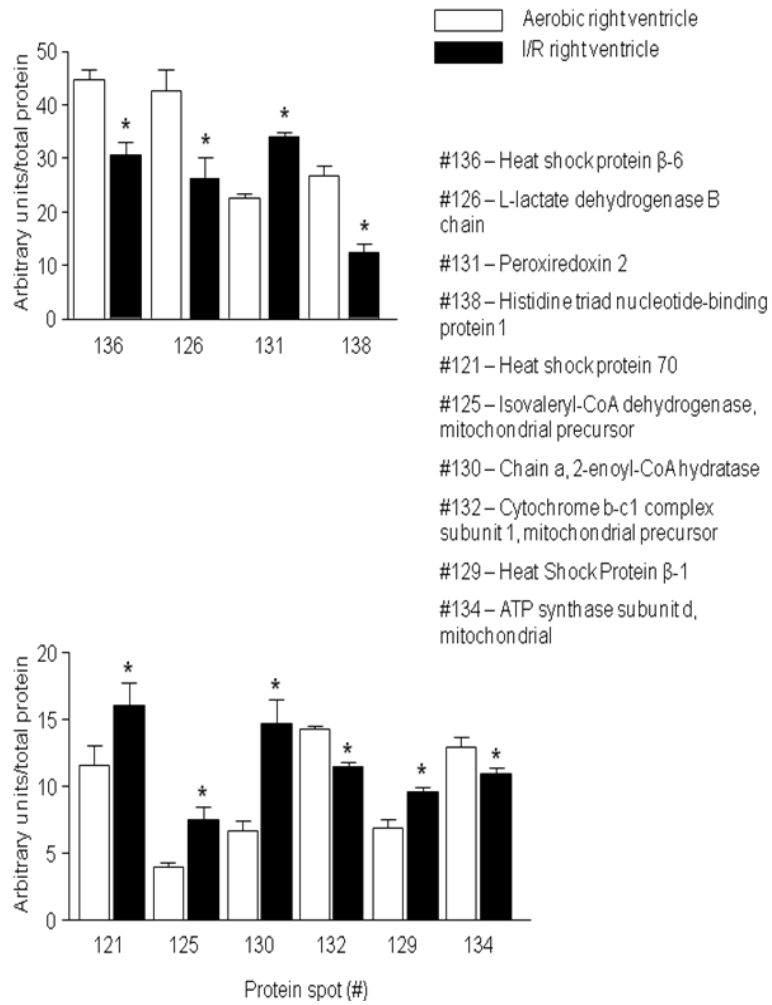 Aerobic right ventricle
I/R right ventricle
Arbitrary units/total protein
50
40
30
20
10
0
*
*
*
*
136 126 131 138
#136 – Heat shock protein β-6
#126 – L-lactate dehydrogenase B
chain
#131 – Peroxiredoxin 2
#138 – Histidine triad nucleotide-binding
protein 1
#121 – Heat shock protein 70
#125 – Isovaleryl-CoA dehydrogenase,
mitochondrial precursor
#130 – Chain a, 2-enoyl-CoA hydratase
#132 – Cytochrome b-c1 complex
subunit 1, mitochondrial precursor
#129 – Heat Shock Protein β-1
#134 – ATP synthase subunit d,
mitochondrial
Arbitrary units/total protein
20
15
10
5
0
*
*
*
*
*
*
121 125 130 132 129 134
Protein spot (#)